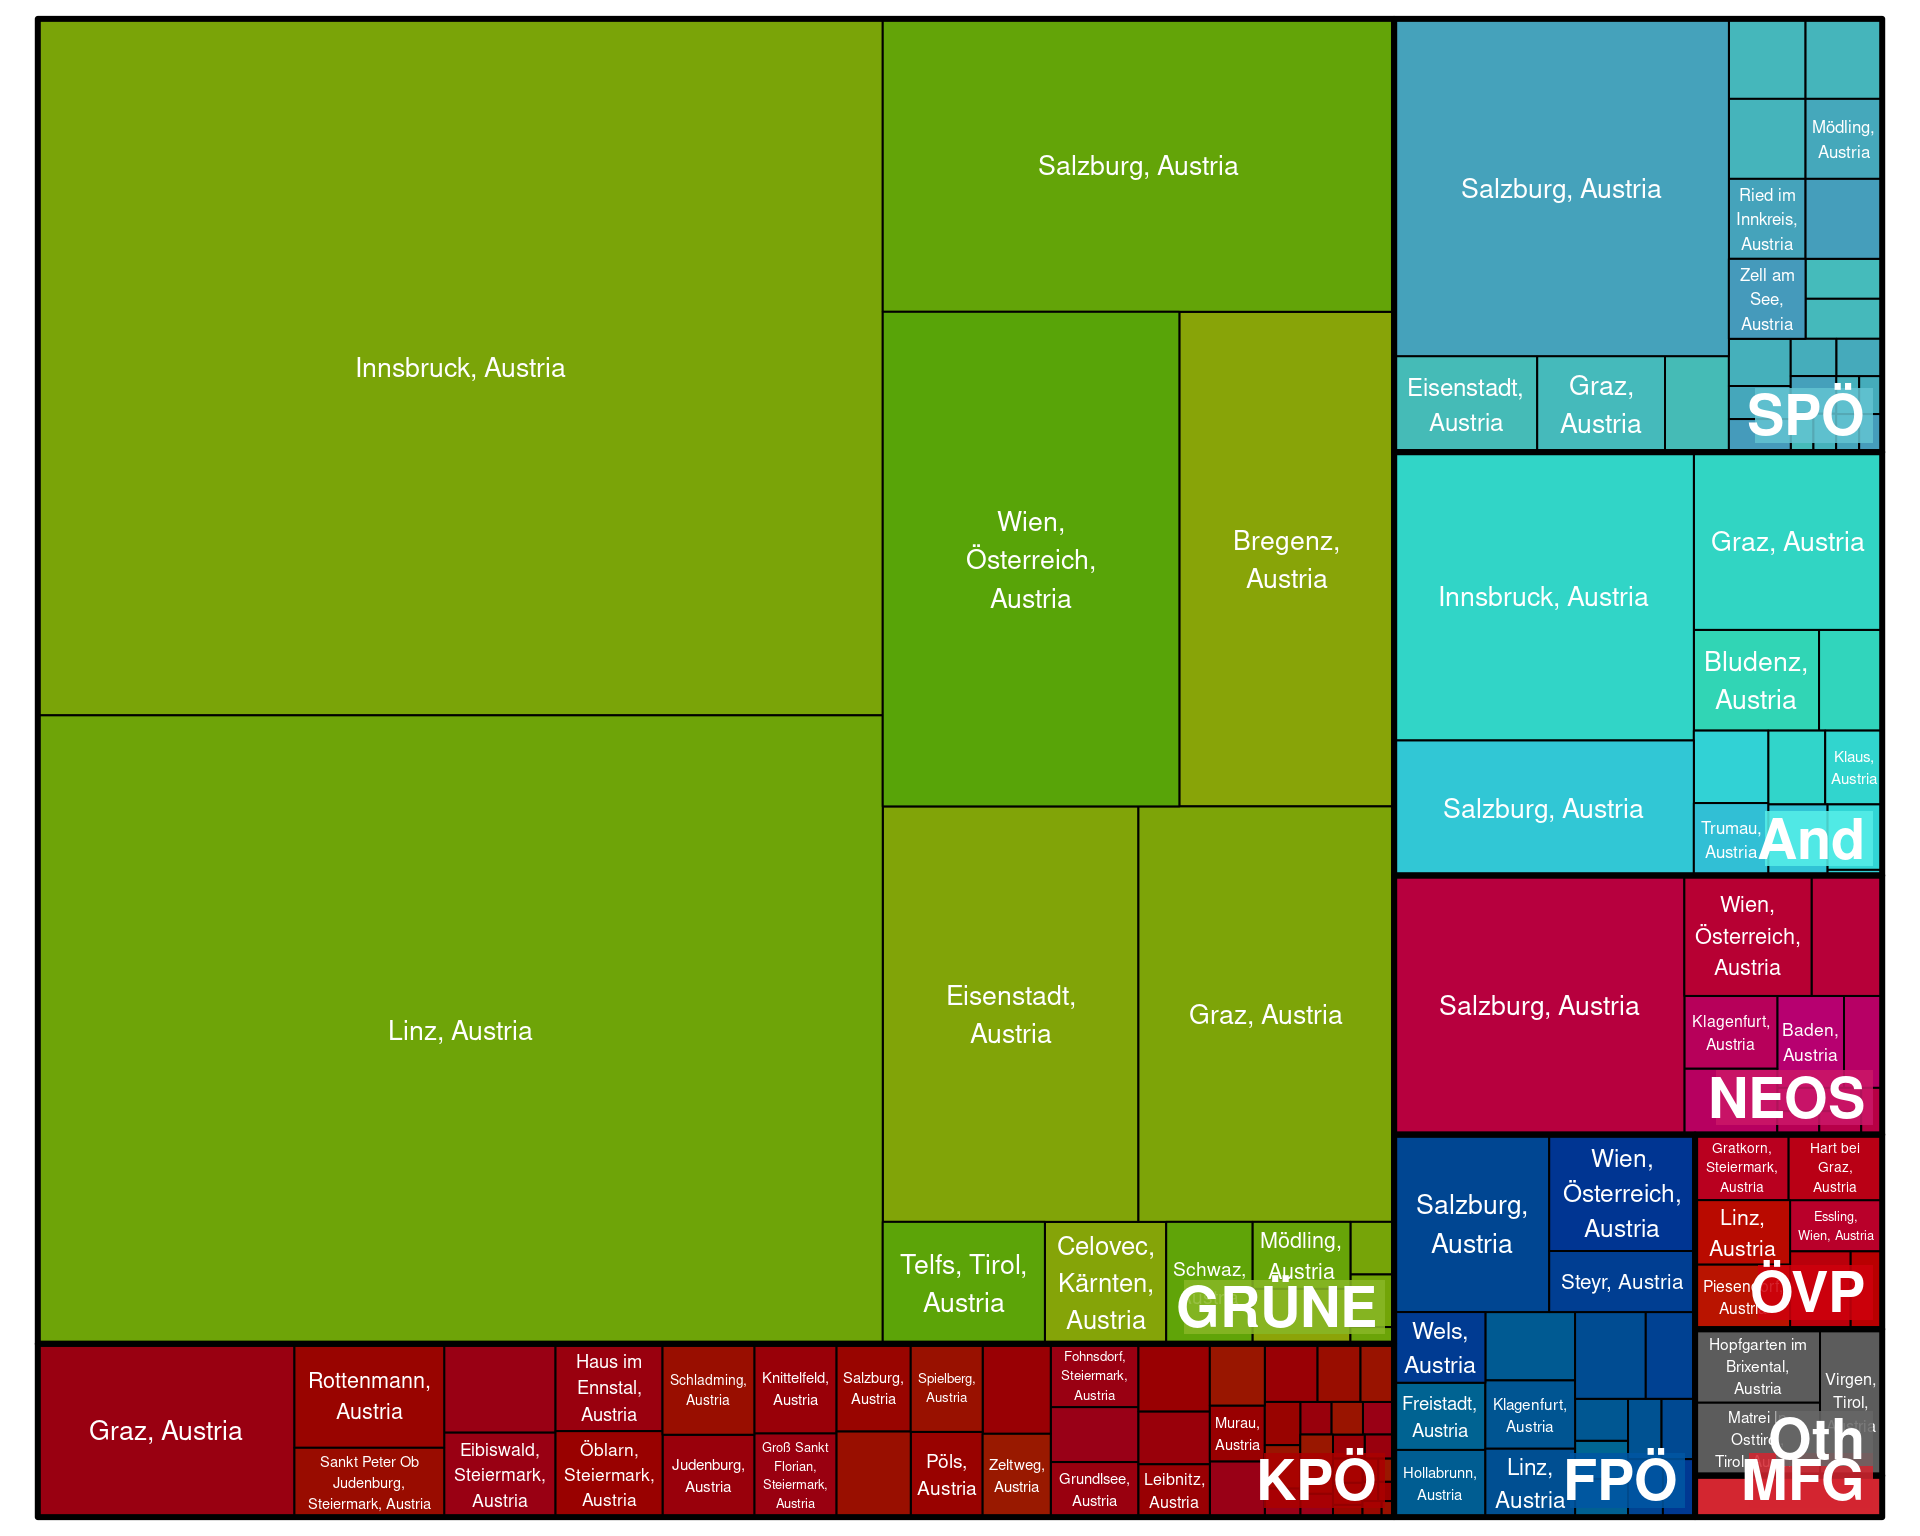 Innsbruck, Austria
Linz, Austria
Salzburg, Austria
Wien,
Österreich,
Austria
Bregenz,
Austria
Eisenstadt,
Austria
Graz, Austria
Telfs, Tirol,
Austria
Celovec,
Kärnten,
Austria
Schwaz,
Mödling,
Austria
GRÜNE
Graz, Austria
Rottenmann,
Austria
Sankt Peter Ob
Judenburg,
Steiermark, Austria
Eibiswald,
Steiermark,
Austria
Haus im
Ennstal,
Austria
Öblarn,
Steiermark,
Austria
Schladming,
Austria
Judenburg,
Austria
Knittelfeld,
Austria
Groß Sankt
Florian,
Steiermark,
Austria
Salzburg,
Austria
Spielberg,
Austria
Pöls,
Austria
Zeltweg,
Austria
Fohnsdorf,
Steiermark,
Austria
Grundlsee,
Austria
Leibnitz,
Austria
Murau,
Austria
KPÖ
Salzburg, Austria
Eisenstadt,
Austria
Graz,
Austria
Mödling,
Austria
Ried im
Innkreis,
Austria
Zell am
See,
Austria
SPÖ
Innsbruck, Austria
Salzburg, Austria
Graz, Austria
Bludenz,
Austria
Klaus,
Austria
Trumau,
Austria
And
Salzburg, Austria
Wien,
Österreich,
Austria
Klagenfurt,
Austria
Baden,
Austria
NEOS
Salzburg,
Austria
Wien,
Österreich,
Austria
Steyr, Austria
Wels,
Austria
Freistadt,
Austria
Hollabrunn,
Austria
Klagenfurt,
Austria
Linz,
Austria
FPÖ
Gratkorn,
Steiermark,
Austria
Hart bei
Graz,
Austria
Linz,
Austria
Essling,
Wien, Austria
ÖVP
Hopfgarten im
Brixental,
Austria
Virgen,
Tirol,
Matrei
Oth
MFG